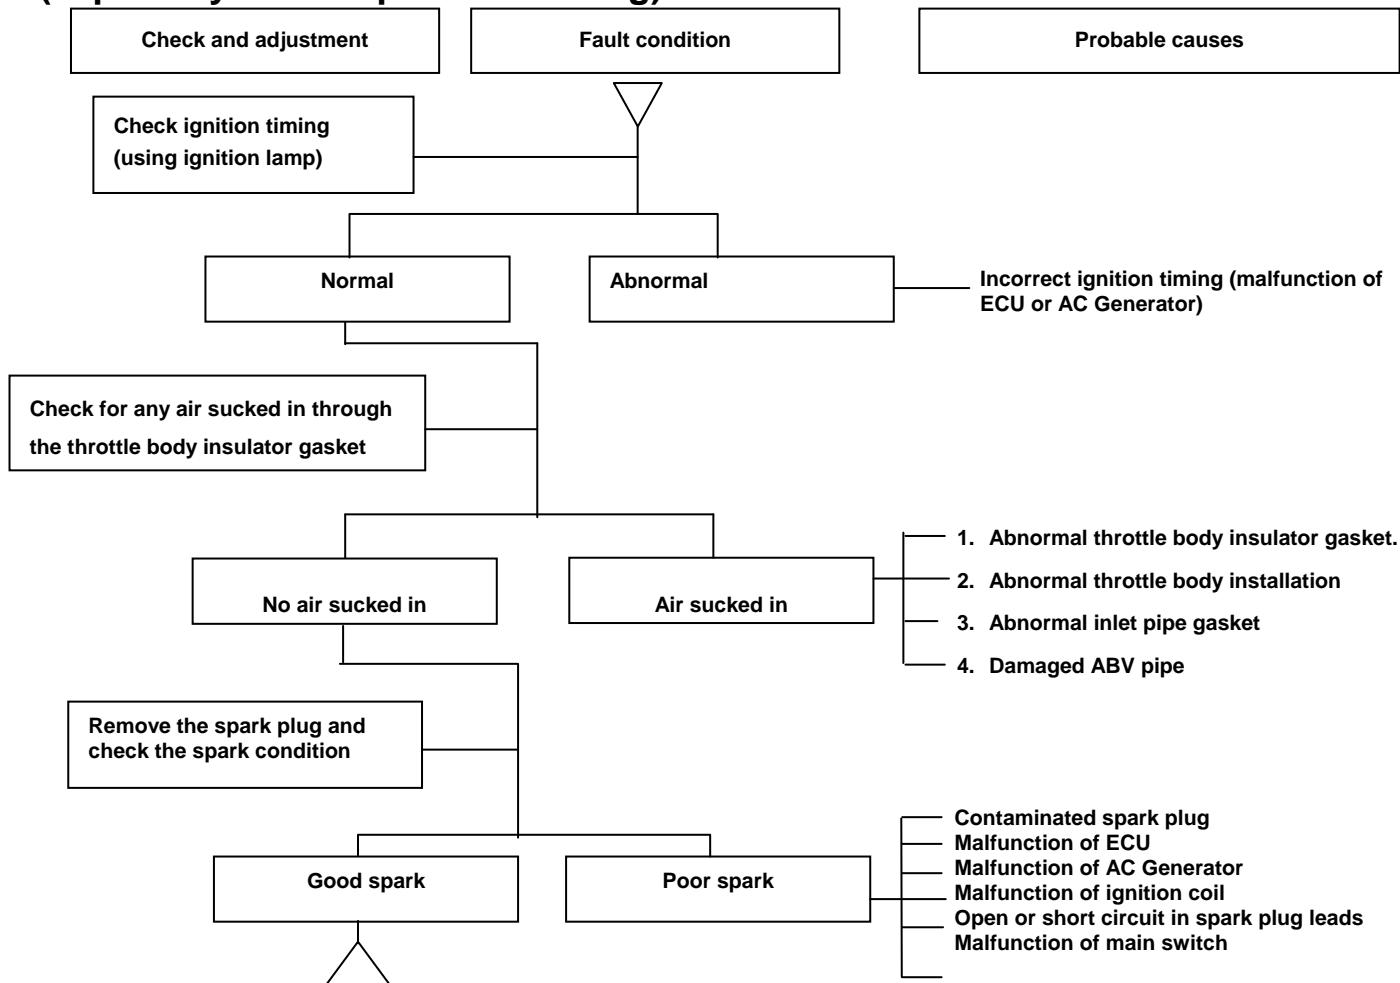 Check and adjustment
Fault condition
Probable causes
Check ignition timing
(using ignition lamp)
Normal
Abnormal
Incorrect ignition timing (malfunction of
ECU or AC Generator)
Check for any air sucked in through
the throttle body insulator gasket
No air sucked in
Air sucked in
1. Abnormal throttle body insulator gasket.
2. Abnormal throttle body installation
3. Abnormal inlet pipe gasket
4. Damaged ABV pipe
Remove the spark plug and
check the spark condition
Good spark
Poor spark
Contaminated spark plug
Malfunction of ECU
Malfunction of AC Generator
Malfunction of ignition coil
Open or short circuit in spark plug leads
Malfunction of main switch